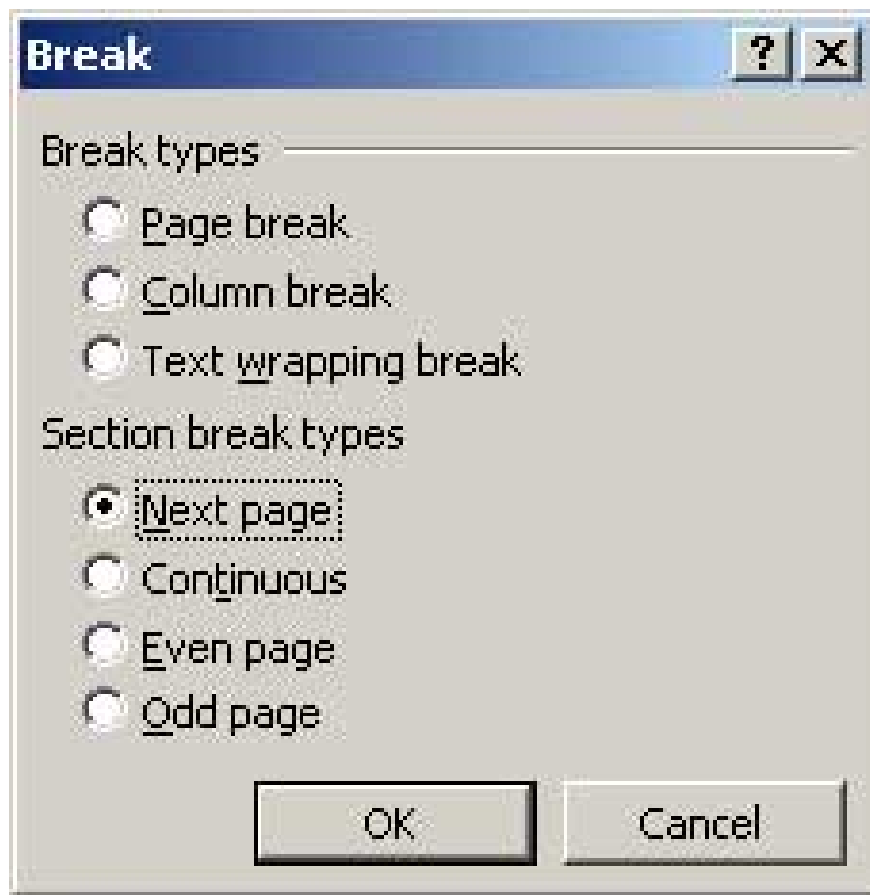 Break ?
Break types
Page break
Column break
Text wrapping break
Section break types
Next page
Continuous
Even page
Odd page
OK Cancel